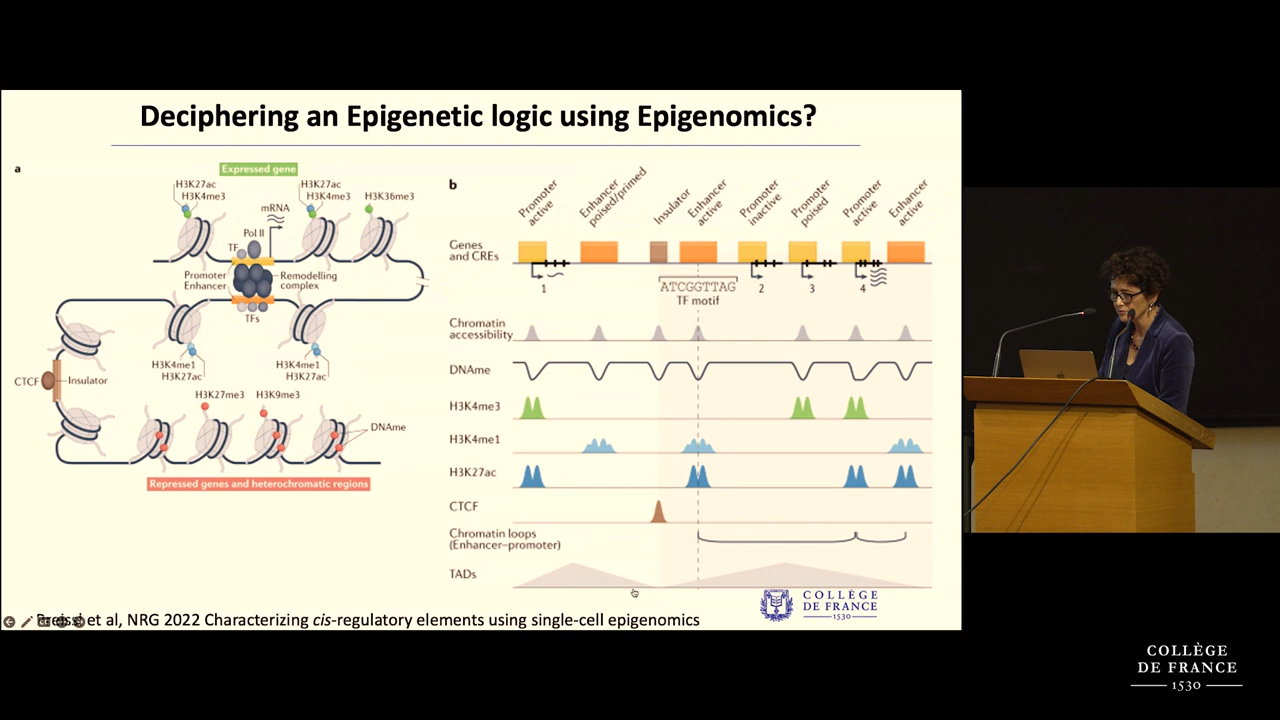 Deciphering an Epigenetic logic using Epigenomics?
a
Expressed gene
H3K27ac
H3K4me3
H3K27ac
H3K4me3
H3K36me3
mRNA
Pol II
TF
Promoter
Enhancer
Remodelling
complex
TFs
H3K4me1
H3K27ac
H3K4me1
H3K27ac
CTCF
Insulator
H3K27me3
H3K9me3
DNAme
Repressed genes and heterochromatic regions
b
Promoter
active
Enhancer
poised/primed
Insulator
Enhancer
active
Promoter
inactive
Promoter
poised
Promoter
active
Enhancer
active
Genes
and CREs
1
ATCGGTTAG
TF motif
2
3
4
Chromatin
accessibility
DNAme
H3K4me3
H3K4me1
H3K27ac
CTCF
Chromatin loops
(Enhancer–promoter)
TADs
COLLÈGE
DE FRANCE
1530
et al, NRG 2022 Characterizing cis-regulatory elements using single-cell epigenomics
COLLÈGE
DE FRANCE
1530